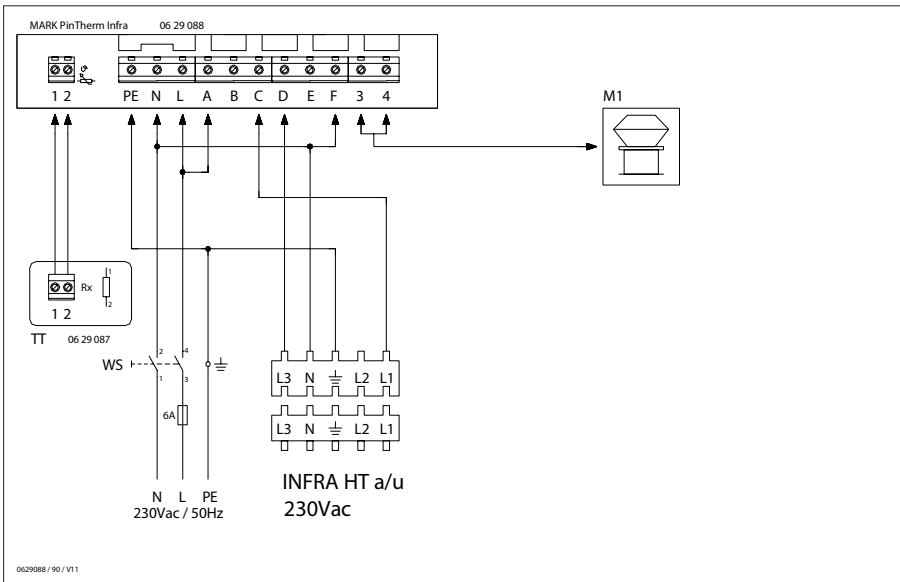 MARK PinTherm Infra 06 29 088
1 2 PE N L A B C D E F 3 4
M1
1
Rx
2
1 2
TT 06 29 087
2 4
WS
1 3
L3 N L2 L1
6A
L3 N L2 L1
INFRA HT a/u
N L PE
230Vac
230Vac / 50Hz
0629088 / 90 / V11